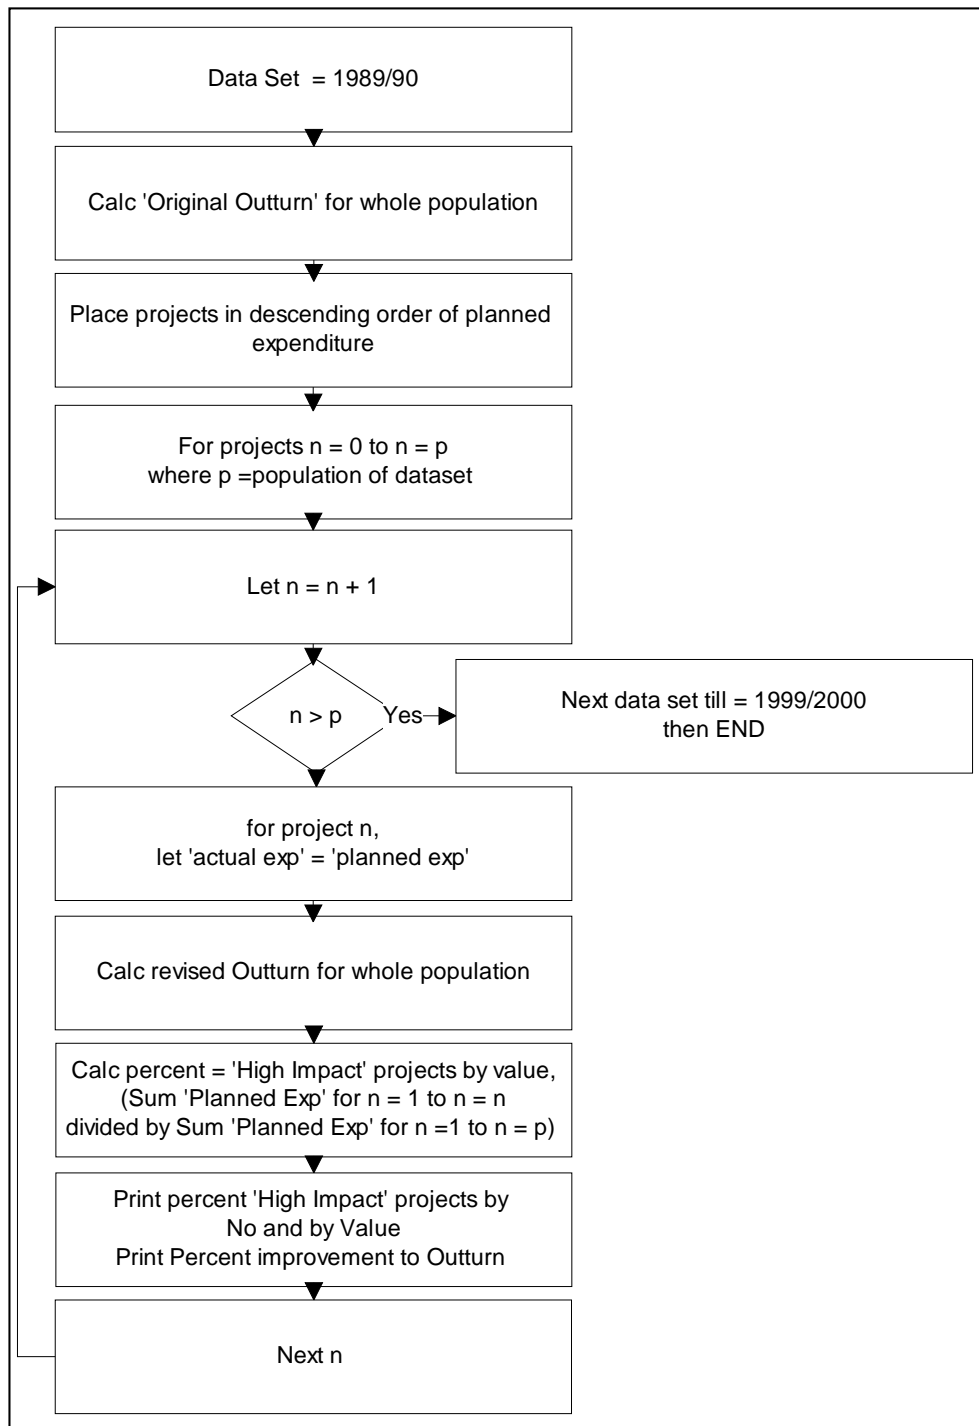 Data Set  = 1989/90
Calc 'Original Outturn' for whole population
Place projects in descending order of planned
expenditure
For projects n = 0 to n = p
where p =population of dataset
Let n = n + 1
n > p
Yes
Next data set till = 1999/2000
then END
for project n,
let 'actual exp' = 'planned exp'
Calc revised Outturn for whole population
Calc percent = 'High Impact' projects by value,
(Sum 'Planned Exp' for n = 1 to n = n
divided by Sum 'Planned Exp' for n =1 to n = p)
Print percent 'High Impact' projects by
No and by Value
Print Percent improvement to Outturn
Next n